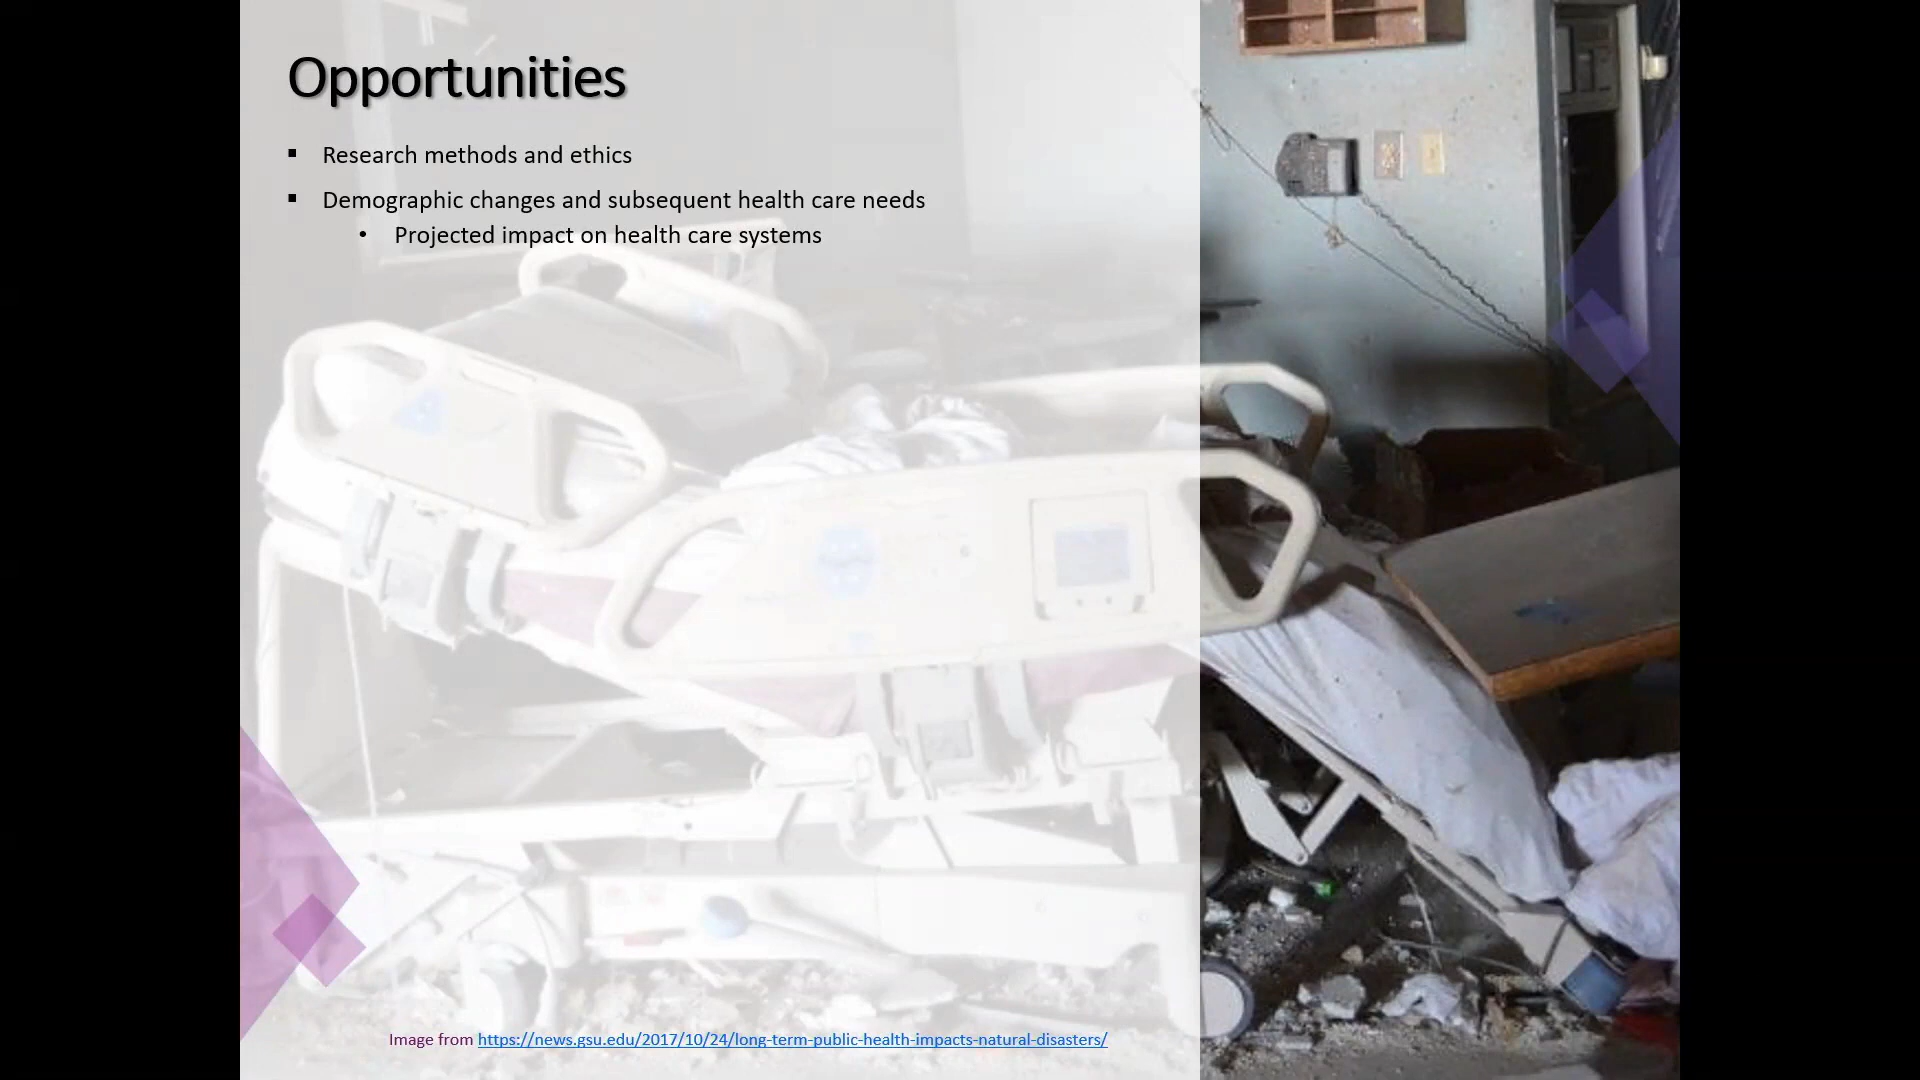 Opportunities
▪ Research methods and ethics
▪ Demographic changes and subsequent health care needs
• Projected impact on health care systems
Image from https://news.gsu.edu/2017/10/24/long-term-public-health-impacts-natural-disasters/